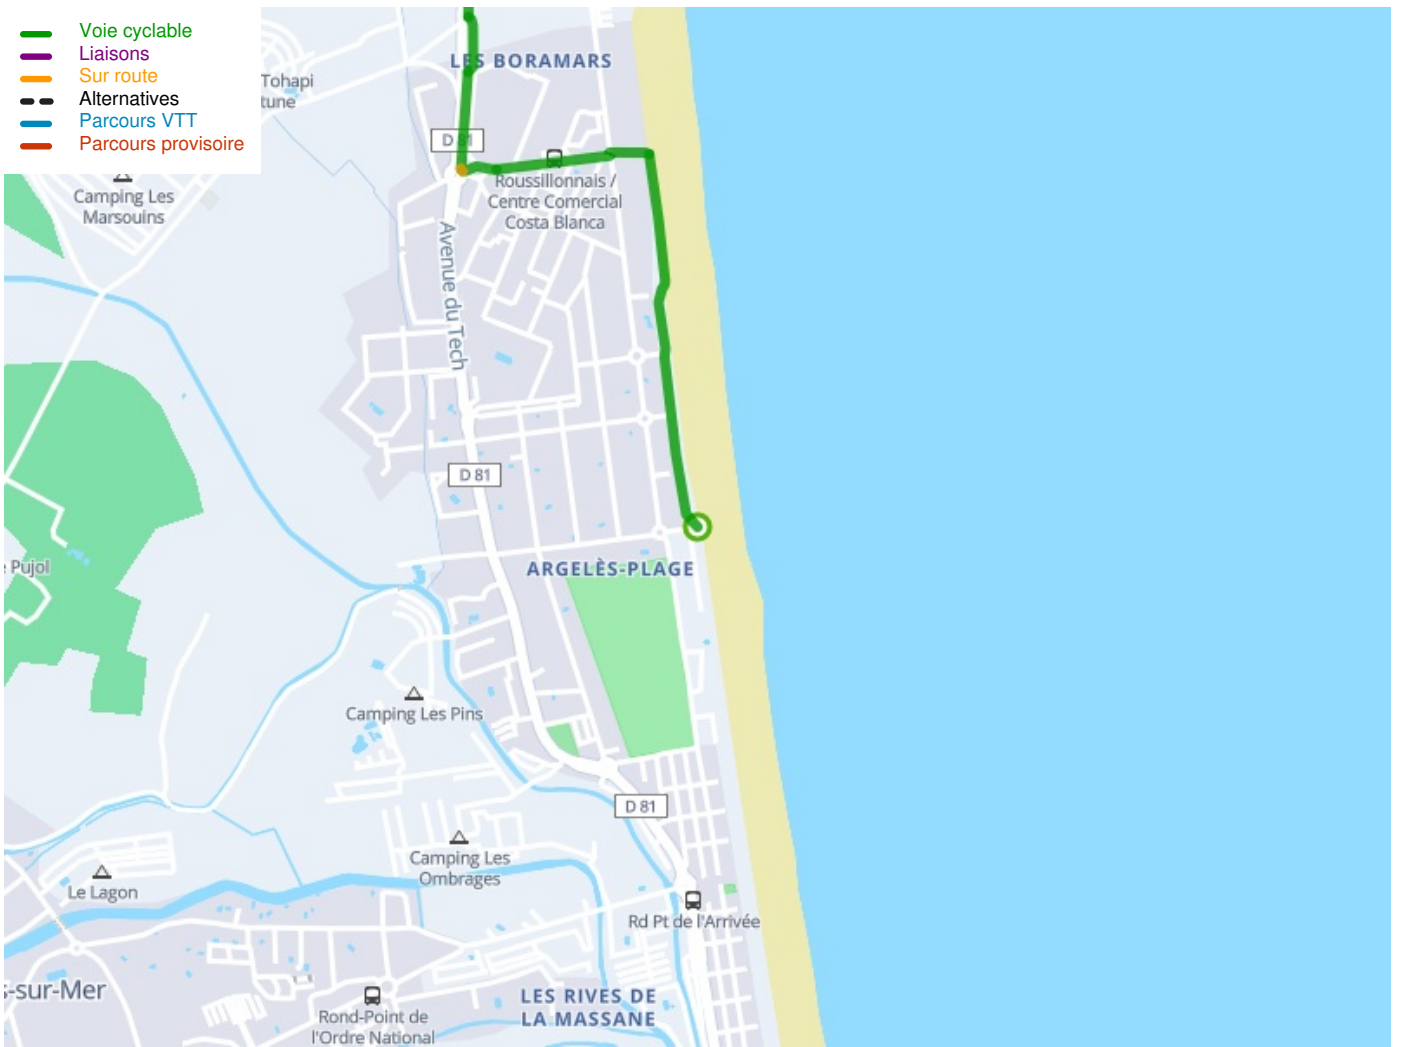 Voie cyclable
Liaisons
Sur route
Alternatives
Parcours VTT
Parcours provisoire
LES BORAMARS
Tohapi
tune
D 81
Camping Les
Marsouins
Roussillonnais /
Centre Comercial
Costa Blanca
Avenue du Tech
D 81
Pujol
ARGELÈS-PLAGE
Camping Les Pins
D 81
Camping Les
Ombrages
Le Lagon
Rd Pt de l'Arrivée
s-sur-Mer
LES RIVES DE
LA MASSANE
Rond-Point de
l'Ordre National